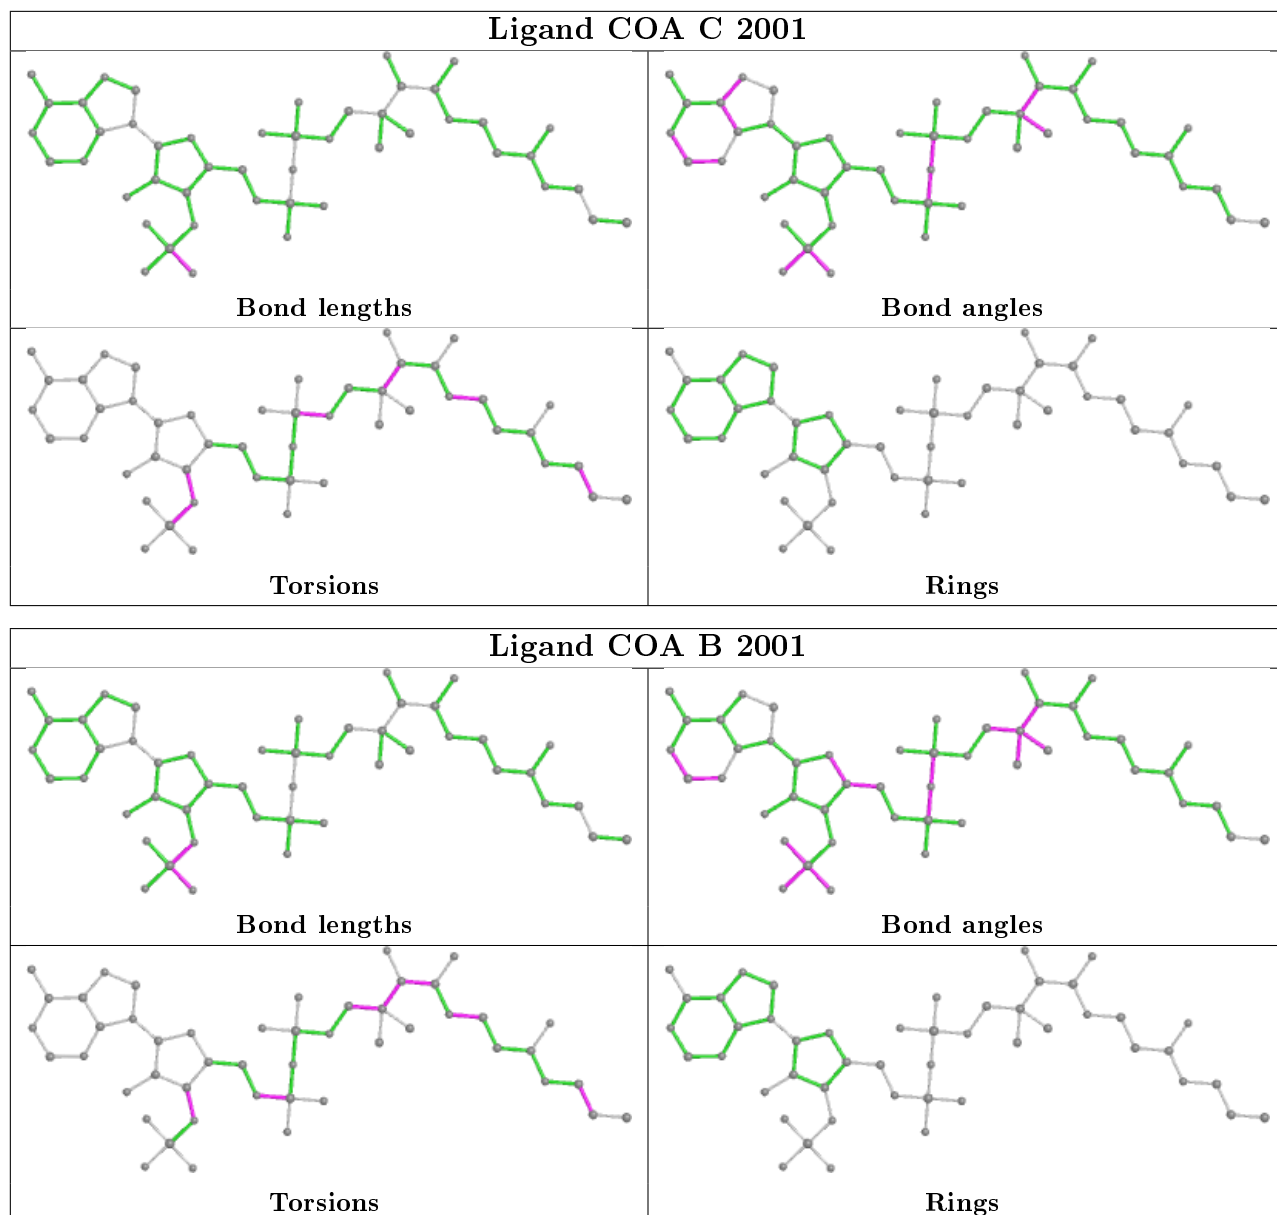 Ligand COA C 2001
Bond lengths
Bond angles
Torsions
Rings
Ligand COA B 2001
Bond lengths
Bond angles
Torsions
Rings